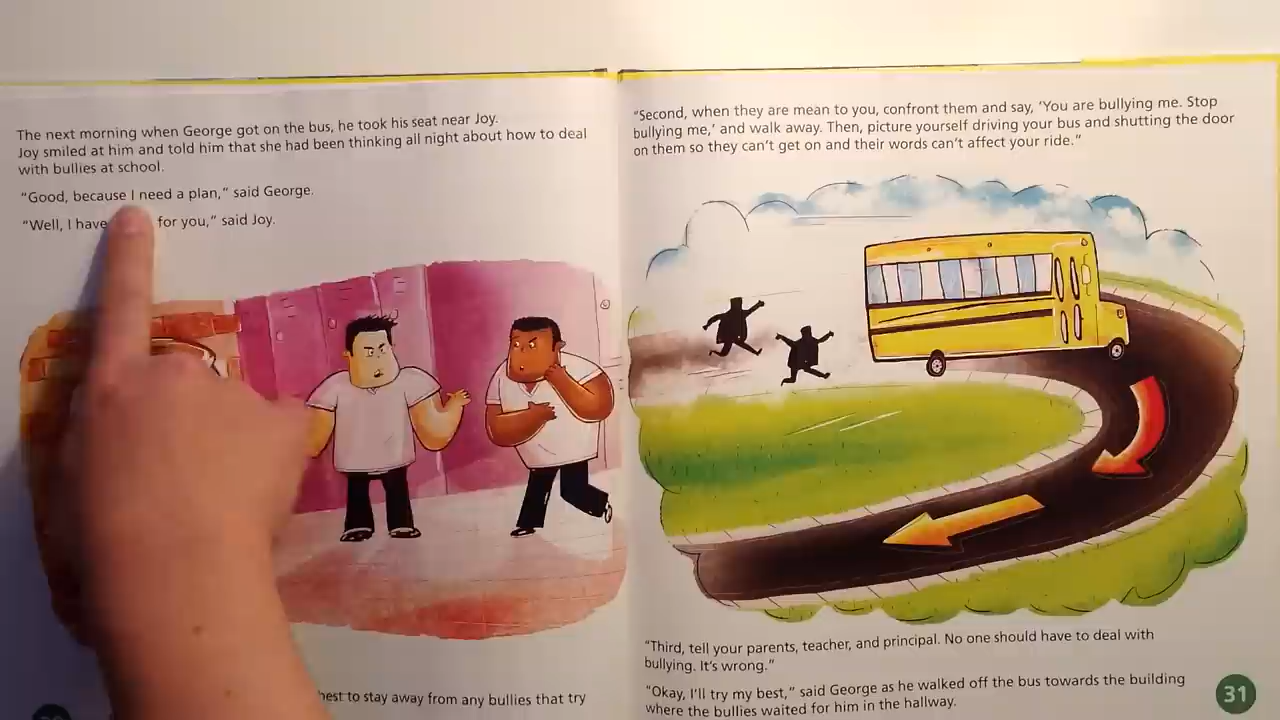 The next morning when George got on the bus, he took his seat near Joy.
Joy smiled at him and told him that she had been thinking all night about how to deal
with bullies at school.
"Good, because I need a plan," said George.
"Well, I have for you," said Joy.
to stay away from any bullies that try
"Second, when they are mean to you, confront them and say, 'You are bullying me. Stop
bullying me,' and walk away. Then, picture yourself driving your bus and shutting the door
on them so they can't get on and their words can't affect your ride."
"Third, tell your parents, teacher, and principal. No one should have to deal with
bullying. It's wrong."
"Okay, I'll try my best," said George as he walked off the bus towards the building
where the bullies waited for him in the hallway.
31